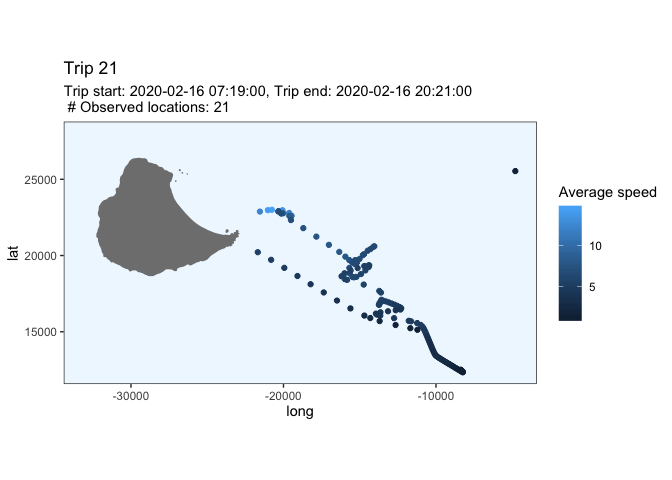 Trip 21
Trip start: 2020-02-16 07:19:00, Trip end: 2020-02-16 20:21:00
# Observed locations: 21
25000
20000
15000
lat
-30000
-20000
-10000
long
Average speed
10
5